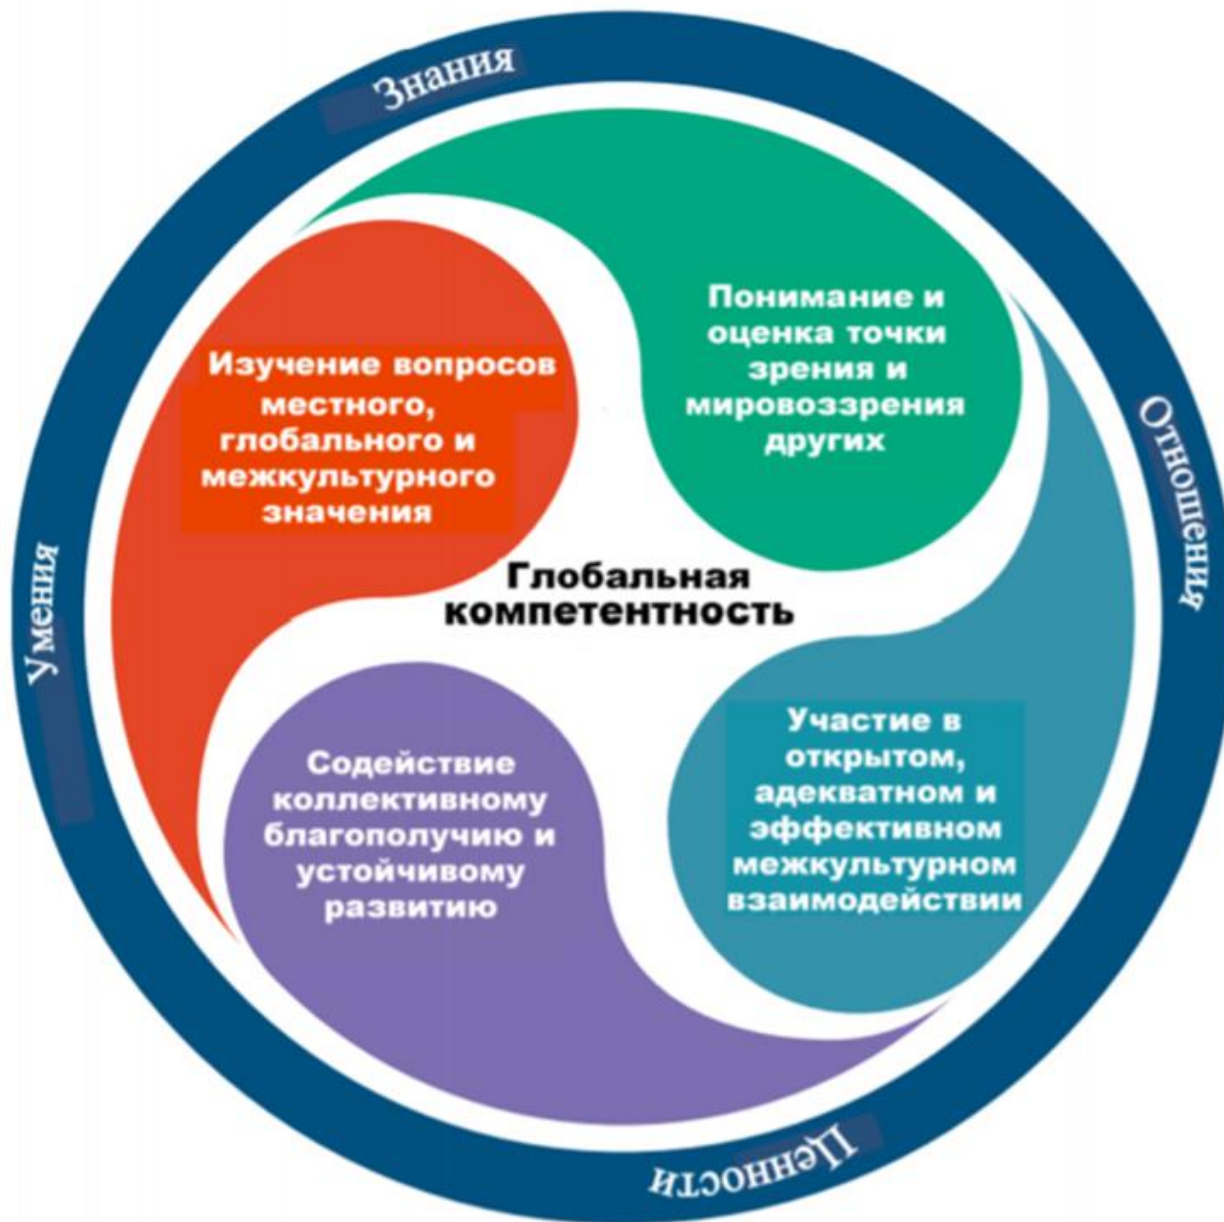 Знания
Изучение вопросов
местного,
глобального и
межкультурного
значения
Понимание и
оценка точки
зрения и
мировоззрения
других
Отношения
Глобальная
компетентность
Умения
Содействие
коллективному
благополучию и
устойчивому
развитию
Участие в
открытом,
адекватном и
эффективном
межкультурном
взаимодействии
Ценности